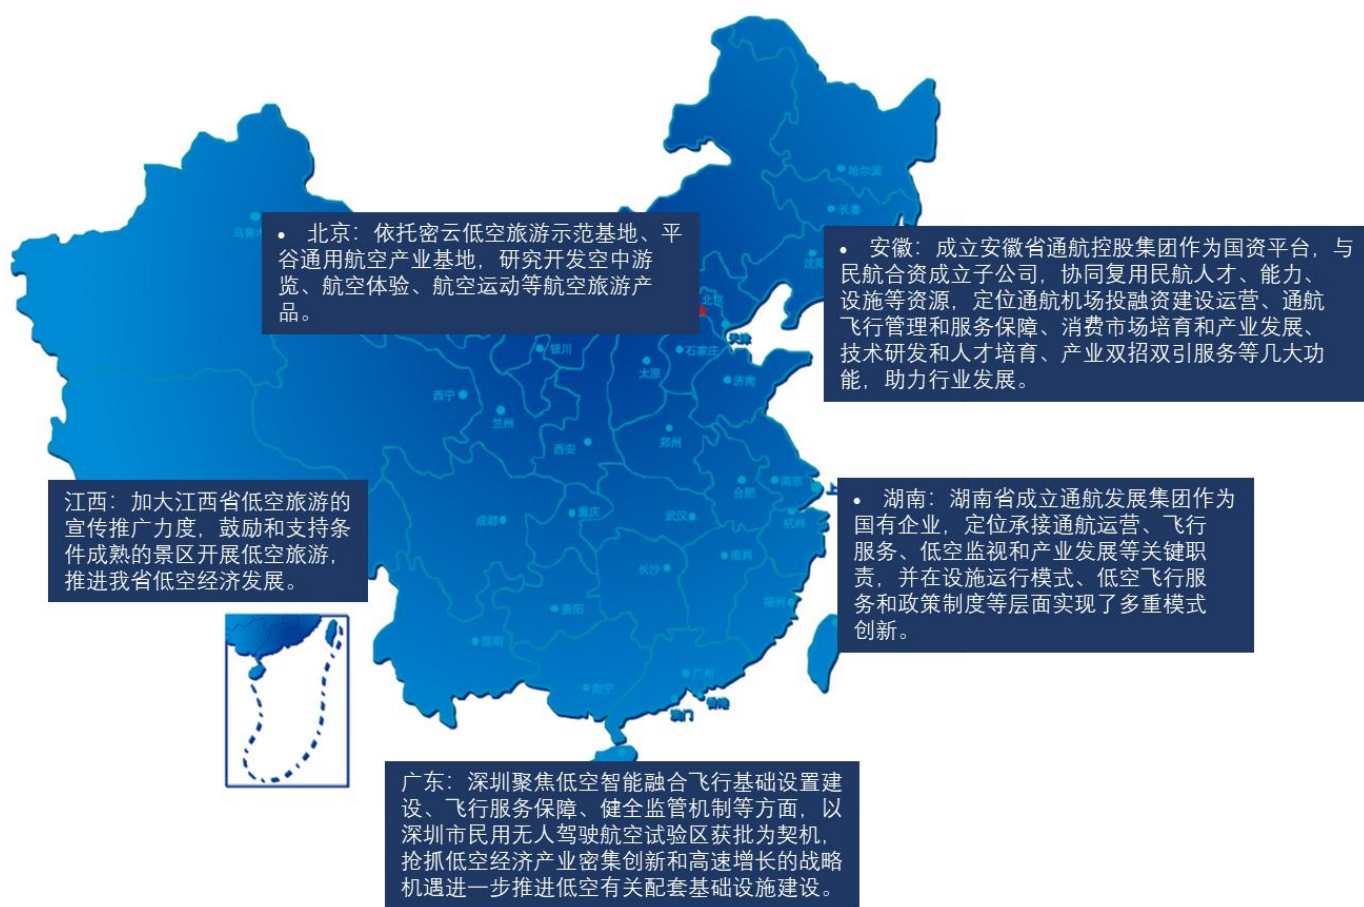 哈尔滨
长春
乌鲁木
沈阳
• 北京：依托密云低空旅游示范基地、平
谷通用航空产业基地，研究开发空中游
览、航空体验、航空运动等航空旅游产
品。
• 安徽：成立安徽省通航控股集团作为国资平台，与
民航合资成立子公司，协同复用民航人才、能力、
设施等资源，定位通航机场投融资建设运营、通航
飞行管理和服务保障、消费市场培育和产业发展、
技术研发和人才培育、产业双招双引服务等几大功
能，助力行业发展。
北京
天津
银川
石家庄
太原
济南
西宁
兰州
西安
郑州
江西：加大江西省低空旅游的
宣传推广力度，鼓励和支持条
件成熟的景区开展低空旅游，
推进我省低空经济发展。
合肥
南京
上
成都
重庆
武汉
杭州
南昌
长沙
贵阳
福州
昆明
广州
南宁
香港
澳门
• 湖南：湖南省成立通航发展集团作为
国有企业，定位承接通航运营、飞行
服务、低空监视和产业发展等关键职
责，并在设施运行模式、低空飞行服
务和政策制度等层面实现了多重模式
创新。
广东：深圳聚焦低空智能融合飞行基础设置建
设、飞行服务保障、健全监管机制等方面，以
深圳市民用无人驾驶航空试验区获批为契机，
抢抓低空经济产业密集创新和高速增长的战略
机遇进一步推进低空有关配套基础设施建设。